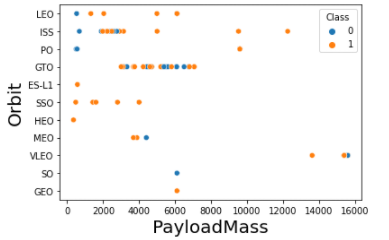 LEO
ISS
PO
GTO
ES-L1
SSO
HEO
MEO
VLEO
SO
GEO
Orbit
Class
0
1
0 2000 4000 6000 8000 10000 12000 14000 16000
PayloadMass